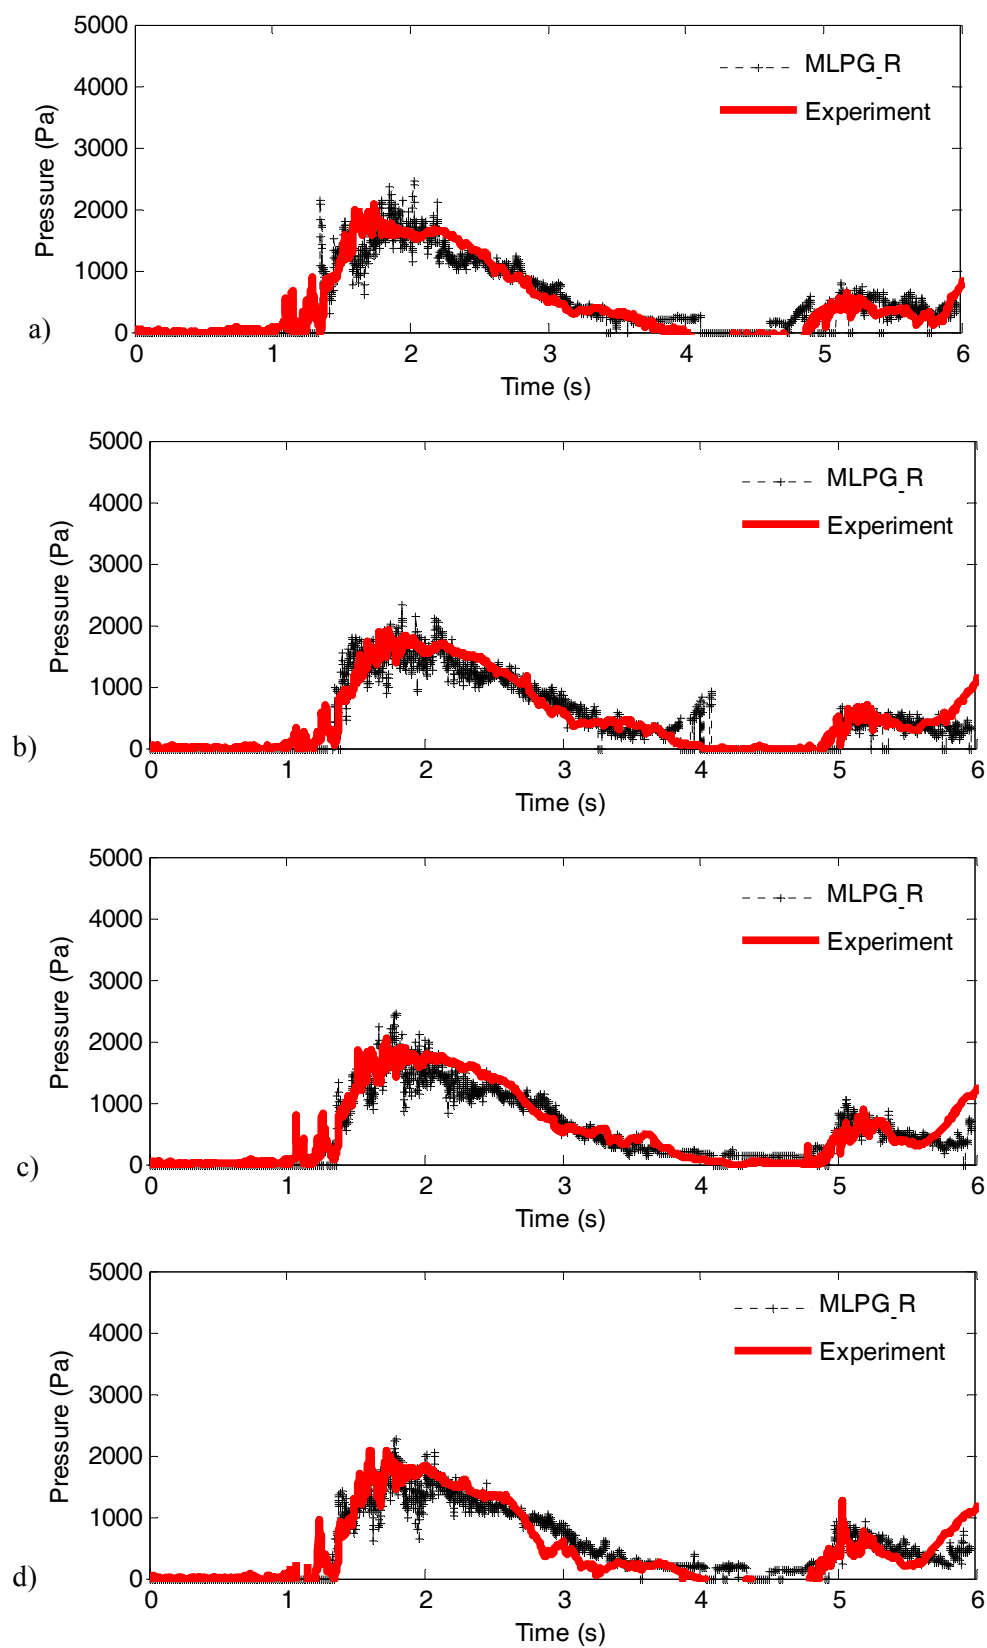 5000
4000
3000
2000
1000
0
Pressure (Pa)
MLPG_R
Experiment
a)
0 1 2 3 4 5 6
Time (s)
5000
4000
3000
2000
1000
0
Pressure (Pa)
MLPG_R
Experiment
b)
0 1 2 3 4 5 6
Time (s)
5000
4000
3000
2000
1000
0
Pressure (Pa)
MLPG_R
Experiment
c)
0 1 2 3 4 5 6
Time (s)
5000
4000
3000
2000
1000
0
Pressure (Pa)
MLPG_R
Experiment
d)
0 1 2 3 4 5 6
Time (s)